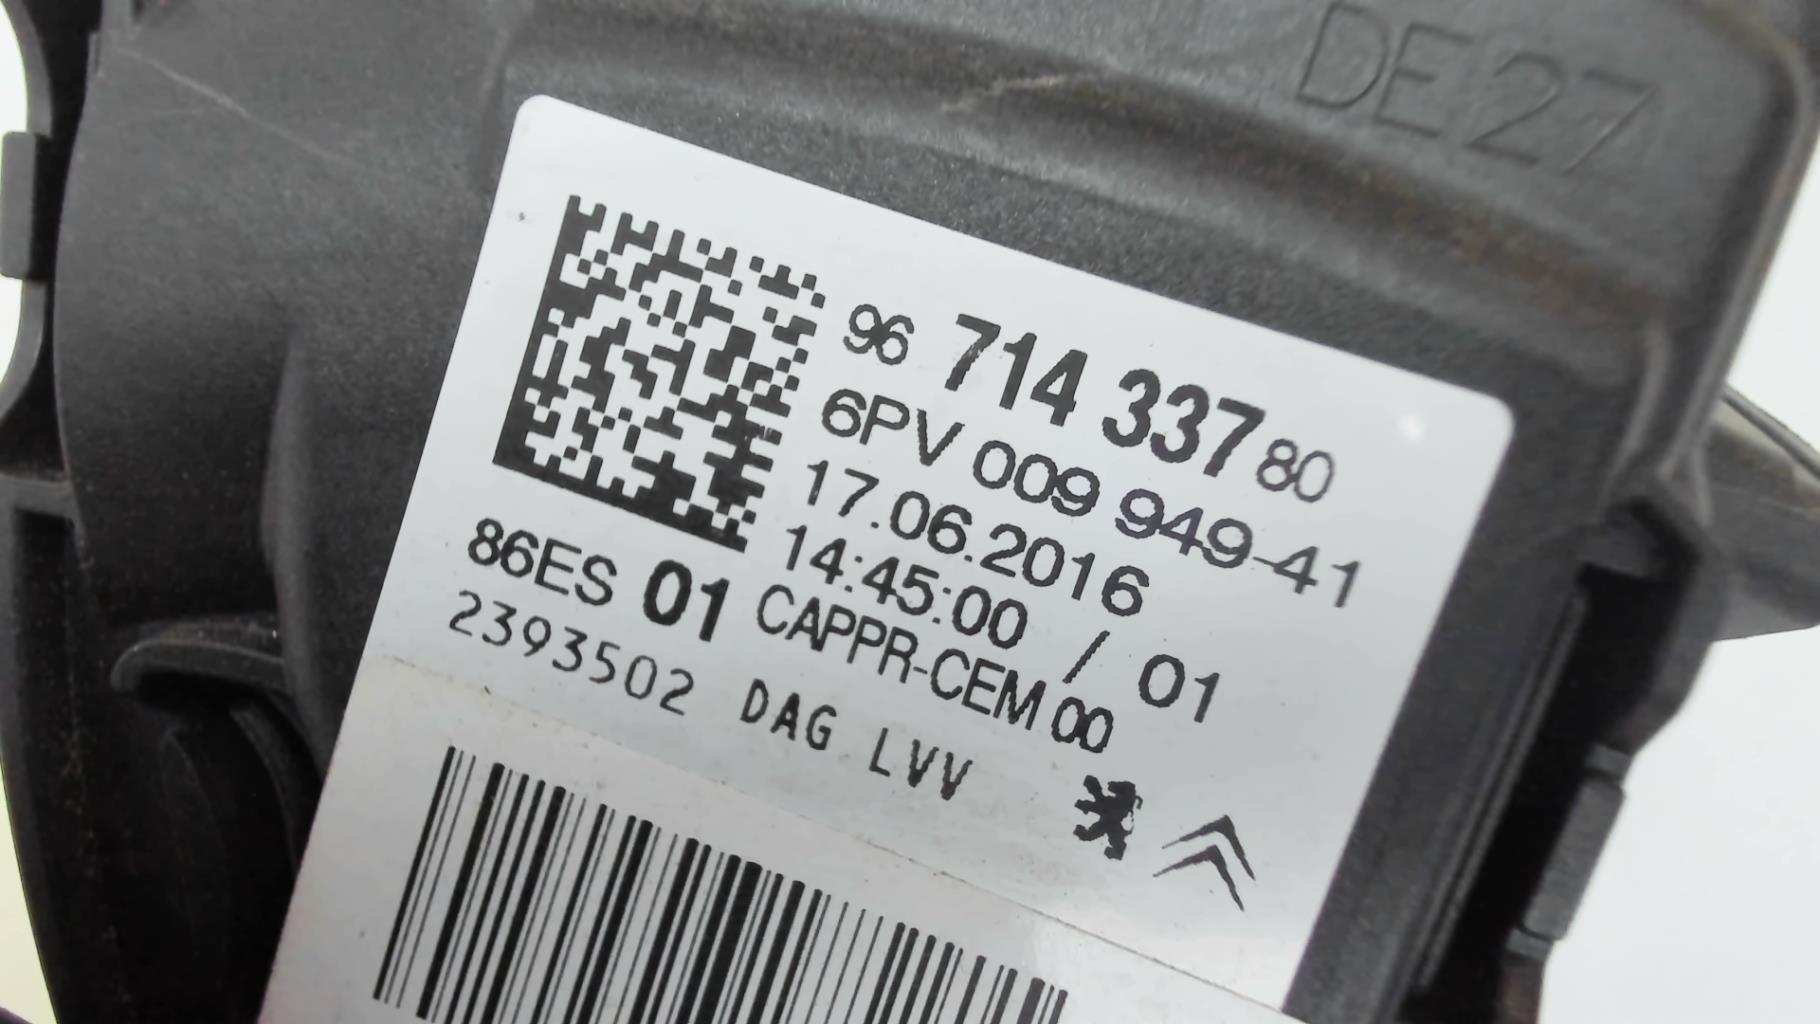 DE27
96 714 337 80
6PV 009 949-41
17.06.2016
14:45:00 / 01
86ES 01 CAPPR-CEM 00
2393502 DAG LVV